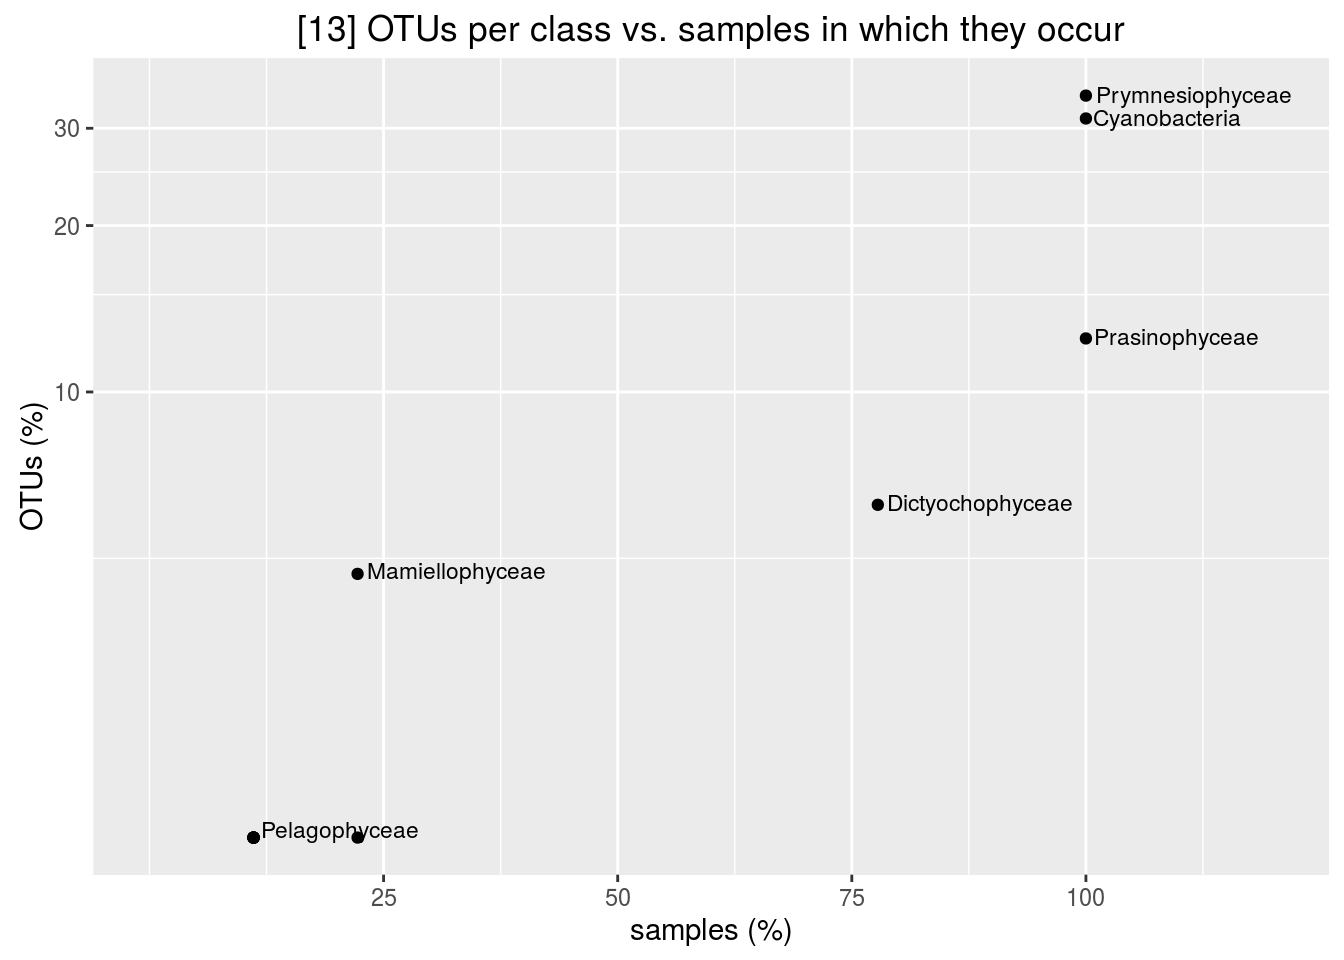 [13] OTUs per class vs. samples in which they occur
Prymnesiophyceae
Cyanobacteria
30
20
Prasinophyceae
10
OTUs (%)
Dictyochophyceae
Mamiellophyceae
Pelagophyceae
25 50 75 100
samples (%)